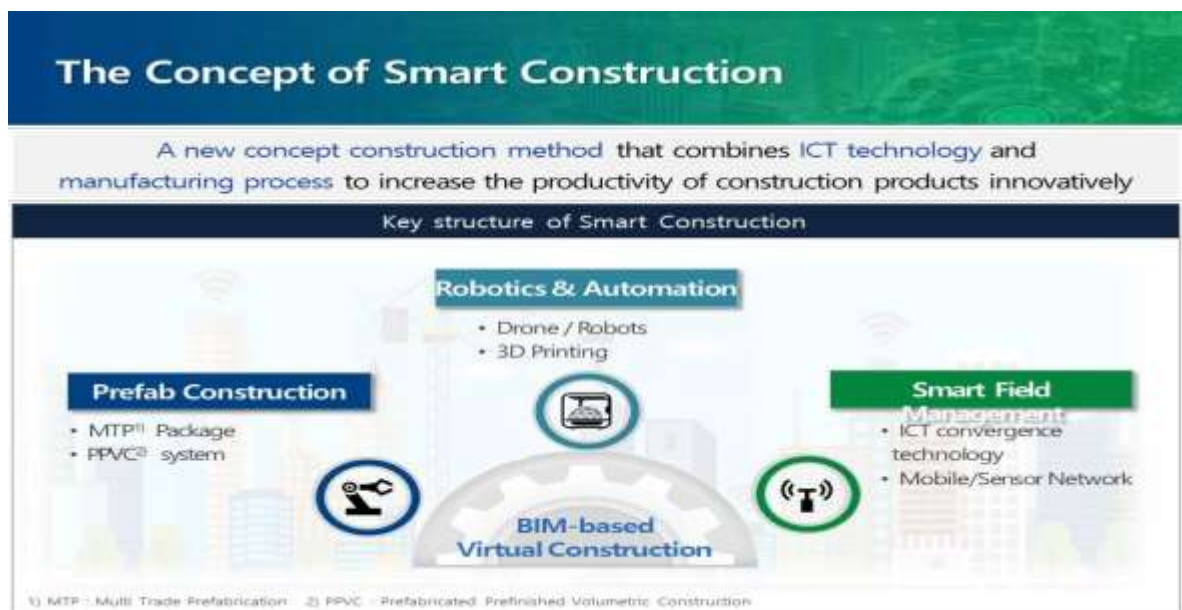 The Concept of Smart Construction
A new concept construction method that combines ICT technology and
manufacturing process to increase the productivity of construction products innovatively
Key structure of Smart Construction
Robotics & Automation
• Drone / Robots
• 3D Printing
Prefab Construction
• MTP¹⁾ Package
• PPVC²⁾ system
Smart Field
Management
• ICT convergence
technology
• Mobile/Sensor Network
BIM-based
Virtual Construction
1) MTP : Multi Trade Prefabrication 2) PPVC : Prefabricated Prefinished Volumetric Construction